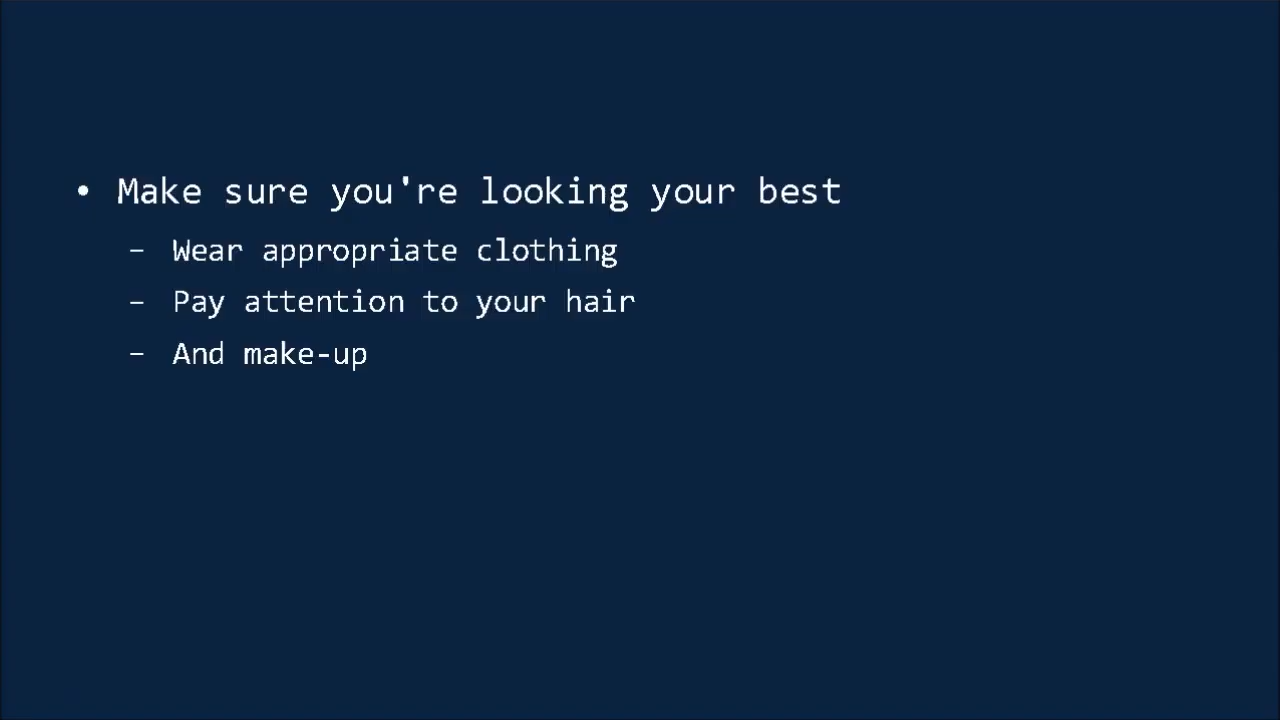 • Make sure you're looking your best
– Wear appropriate clothing
– Pay attention to your hair
– And make-up